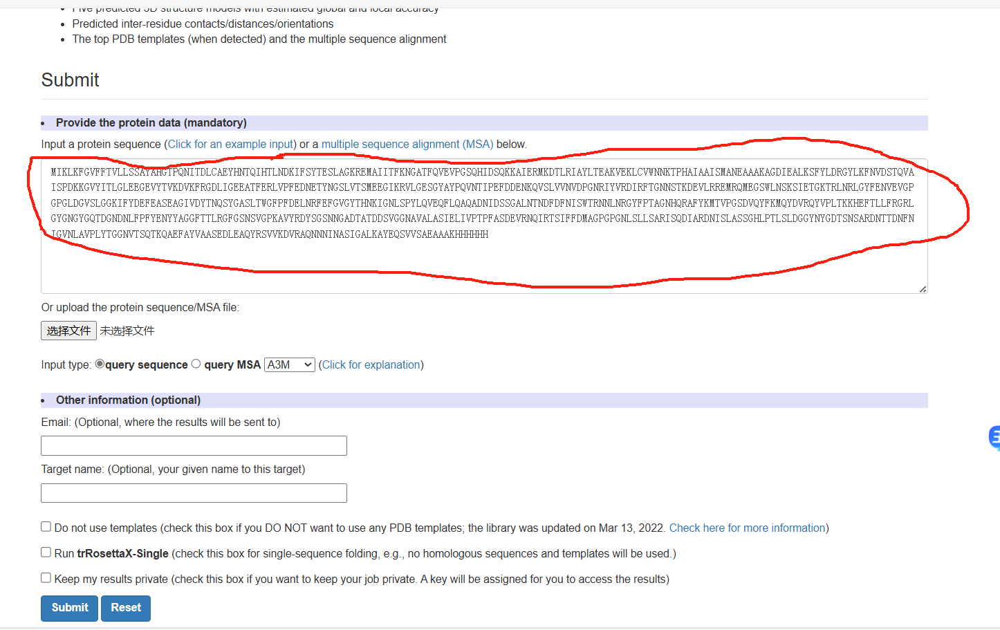 Five predicted 3D structure models with estimated global and local accuracy
Predicted inter-residue contacts/distances/orientations
The top PDB templates (when detected) and the multiple sequence alignment
Submit
Provide the protein data (mandatory)
Input a protein sequence (Click for an example input) or a multiple sequence alignment (MSA) below.
MIKLKFGVFFTVLLSSAYAHGTPQNITDLCAEYHNTQIHTLNDKIFSYTESLAGKREMAIITFKNGATFQVEVPGSQHIDSQKKAIERMKDTLRIAYLTEAKVEKLCVWNNKTPHAIAAISMANEAAAKAGDIEALKSFYLDRGYLKFNVDSTQVA
ISPDKKGVYITLGLEEGEVYTVKDVKFRGDLIGEEATFERLVPFEDNETYNGSLVTSMEEGIKRVLGESGYAYPQVNTIPEFDDENKQVSLVVNVDPGNRIYVRDIRFTGNNSTKDEVLRREMRQMEGSWLNSKSIETGKTRLNRLGYFENVEVGP
GPGLDGVSLGGKIFYDEFEASEAGIVDYTNQSYGASLTWGFPFDELNRFEFGVGYTHNKIGNLSPYLQVEQFLQAQADNIDSSGALNTNDFDFNISWTRNNLNRGYFPTAGNHQRAFYKMTVPGSDVQYFKMQYDVRQYVPLTKKHEFTLLFRGRL
GYGNGYGQTDGNDNLFPFYENYYAGGFTTLRGFGSNSVGPKAVYRDYSGSNNGADTATDDSVGGNAVALASIELIVPTPFASDEVRNQIRTSIFFDMAGPGPGNLSLLSARISQDIARDNISLASSGHLPTLSLDGGYNYGDTSNSARDNTTDNFN
IGVNLAVPLYTGGNVTSQTKQAEFAYVAASEDLEAQYRSVVKDVRAQNNNINASIGALKAYEQSVVSAEAAAKHHHHHH
Or upload the protein sequence/MSA file:
选择文件 未选择文件
Input type: query sequence query MSA A3M (Click for explanation)
Other information (optional)
Email: (Optional, where the results will be sent to)
Target name: (Optional, your given name to this target)
Do not use templates (check this box if you DO NOT want to use any PDB templates; the library was updated on Mar 13, 2022. Check here for more information)
Run trRosettaX-Single (check this box for single-sequence folding, e.g., no homologous sequences and templates will be used.)
Keep my results private (check this box if you want to keep your job private. A key will be assigned for you to access the results)
Submit Reset